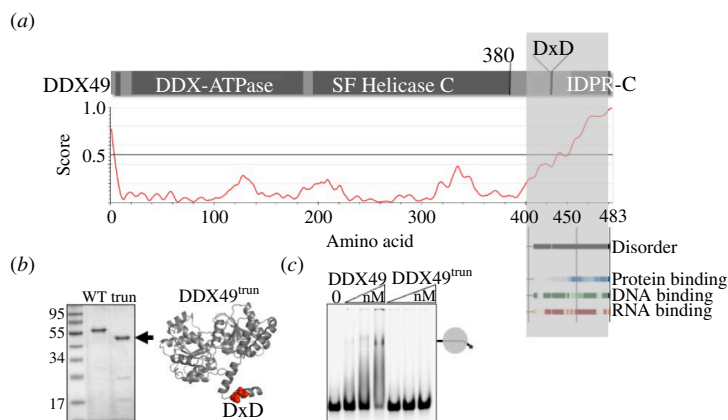 (a)
380 DxD
DDX49 DDX-ATPase SF Helicase C IDPR-C
1.0
0.5
Score
0 100 200 300 400 450 483
Amino acid
Disorder
Protein binding
DNA binding
RNA binding
(b)
WT trun
95
55
34
17
DDX49trun
DxD
(c)
DDX49 DDX49trun
0 nM nM